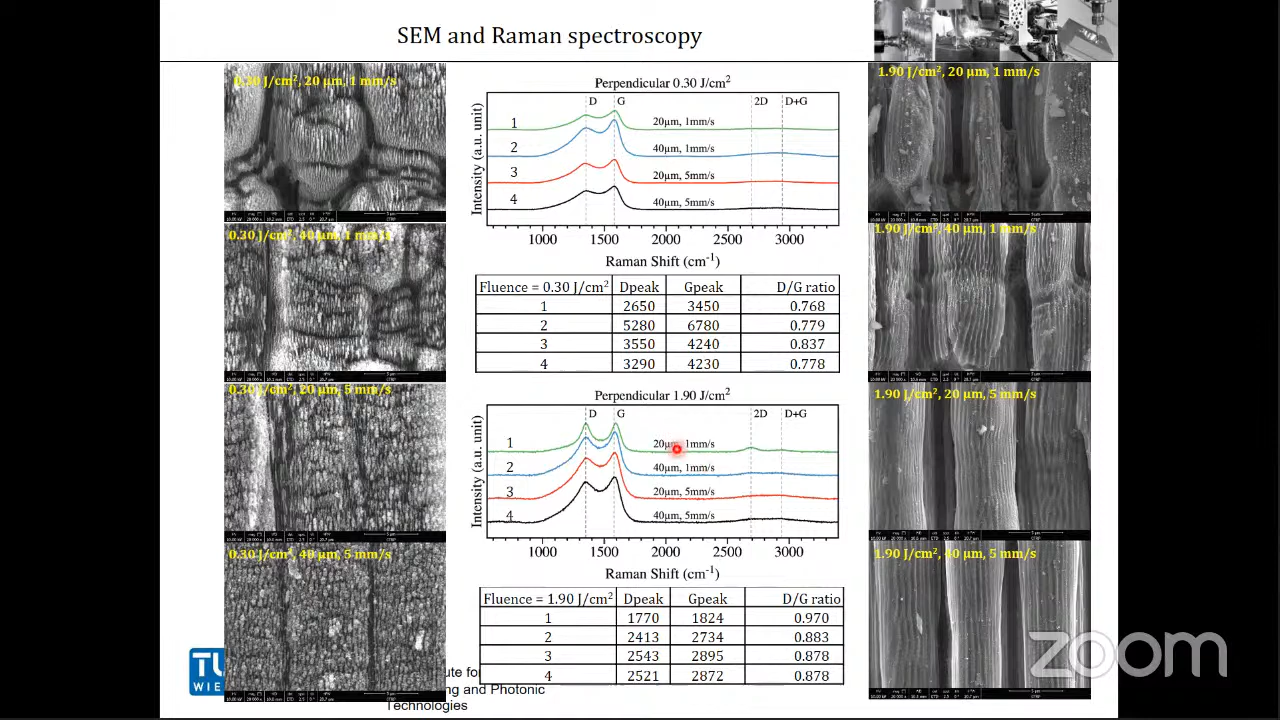 SEM and Raman spectroscopy
0.30 J/cm², 20 µm, 1 mm/s
0.30 J/cm², 40 µm, 1 mm/s
0.30 J/cm², 20 µm, 5 mm/s
0.30 J/cm², 40 µm, 5 mm/s
Perpendicular 0.30 J/cm²
D G 2D D+G
Intensity (a.u. unit)
1 20µm, 1mm/s
2 40µm, 1mm/s
3 20µm, 5mm/s
4 40µm, 5mm/s
1000 1500 2000 2500 3000
Raman Shift (cm⁻¹)
Fluence = 0.30 J/cm² Dpeak Gpeak D/G ratio
1 2650 3450 0.768
2 5280 6780 0.779
3 3550 4240 0.837
4 3290 4230 0.778
Perpendicular 1.90 J/cm²
D G 2D D+G
Intensity (a.u. unit)
1 20µm, 1mm/s
2 40µm, 1mm/s
3 20µm, 5mm/s
4 40µm, 5mm/s
1000 1500 2000 2500 3000
Raman Shift (cm⁻¹)
Fluence = 1.90 J/cm² Dpeak Gpeak D/G ratio
1 1770 1824 0.970
2 2413 2734 0.883
3 2543 2895 0.878
4 2521 2872 0.878
1.90 J/cm², 20 µm, 1 mm/s
1.90 J/cm², 40 µm, 1 mm/s
1.90 J/cm², 20 µm, 5 mm/s
1.90 J/cm², 40 µm, 5 mm/s
WIE
ute for
ng and Photonic
Technologies
zoom